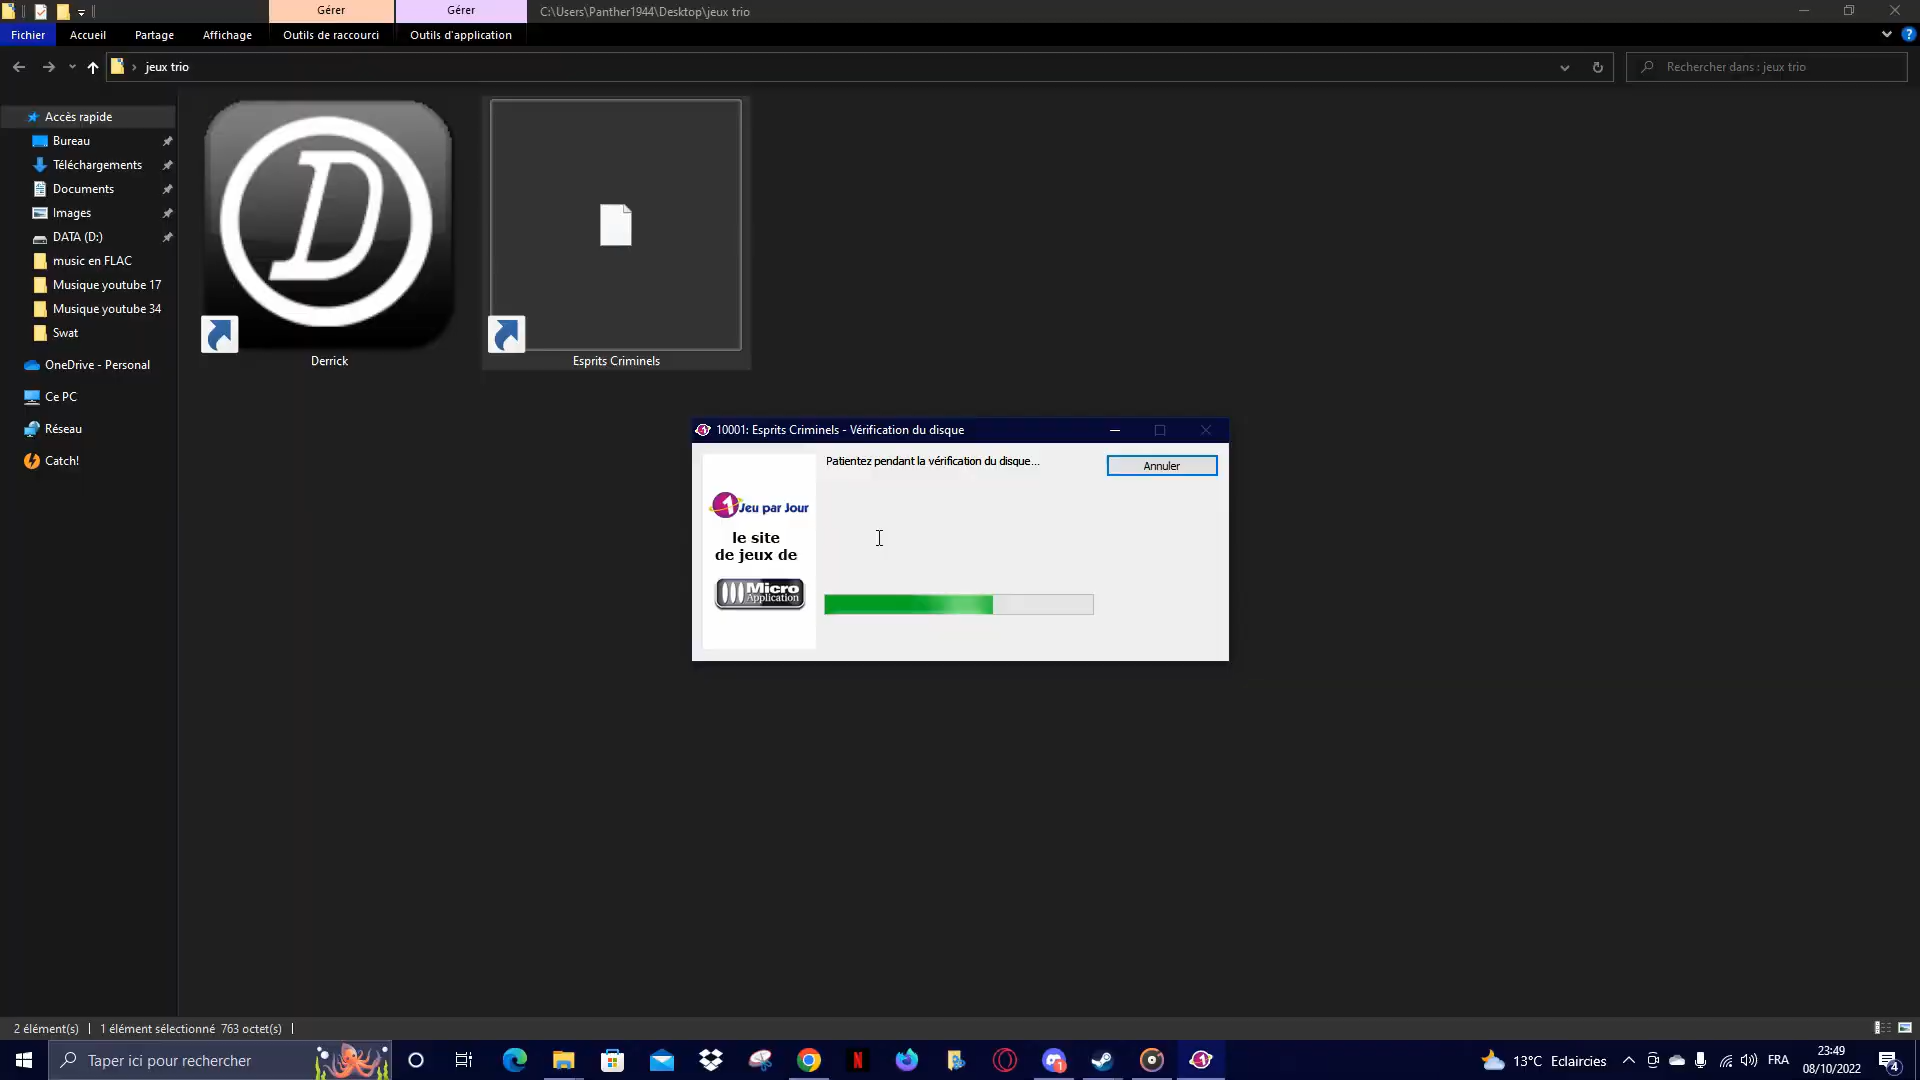 Gérer
Gérer
C:\Users\Panther1944\Desktop\jeux trio
Fichier
Accueil
Partage
Affichage
Outils de raccourci
Outils d'application
jeux trio
Rechercher dans : jeux trio
Accès rapide
Bureau
Téléchargements
Documents
Images
DATA (D:)
music en FLAC
Musique youtube 17
Musique youtube 34
Swat
OneDrive - Personal
Ce PC
Réseau
Catch!
D
Derrick
Esprits Criminels
10001: Esprits Criminels - Vérification du disque
Patientez pendant la vérification du disque...
Annuler
1 Jeu par Jour
le site
de jeux de
Micro
Application
2 élément(s)
1 élément sélectionné 763 octet(s)
Taper ici pour rechercher
N
1
13°C Eclaircies
FRA
23:49
08/10/2022
4